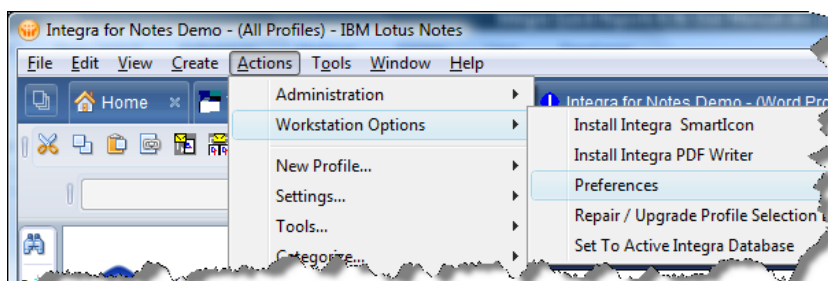 Integra for Notes Demo - (All Profiles) - IBM Lotus Notes
File Edit View Create Actions Tools Window Help
Home Integra for Notes Demo - (Word
Administration
Workstation Options
New Profile...
Settings...
Tools...
Categorize...
Install Integra SmartIcon
Install Integra PDF Writer
Preferences
Repair / Upgrade Profile Selection
Set To Active Integra Database